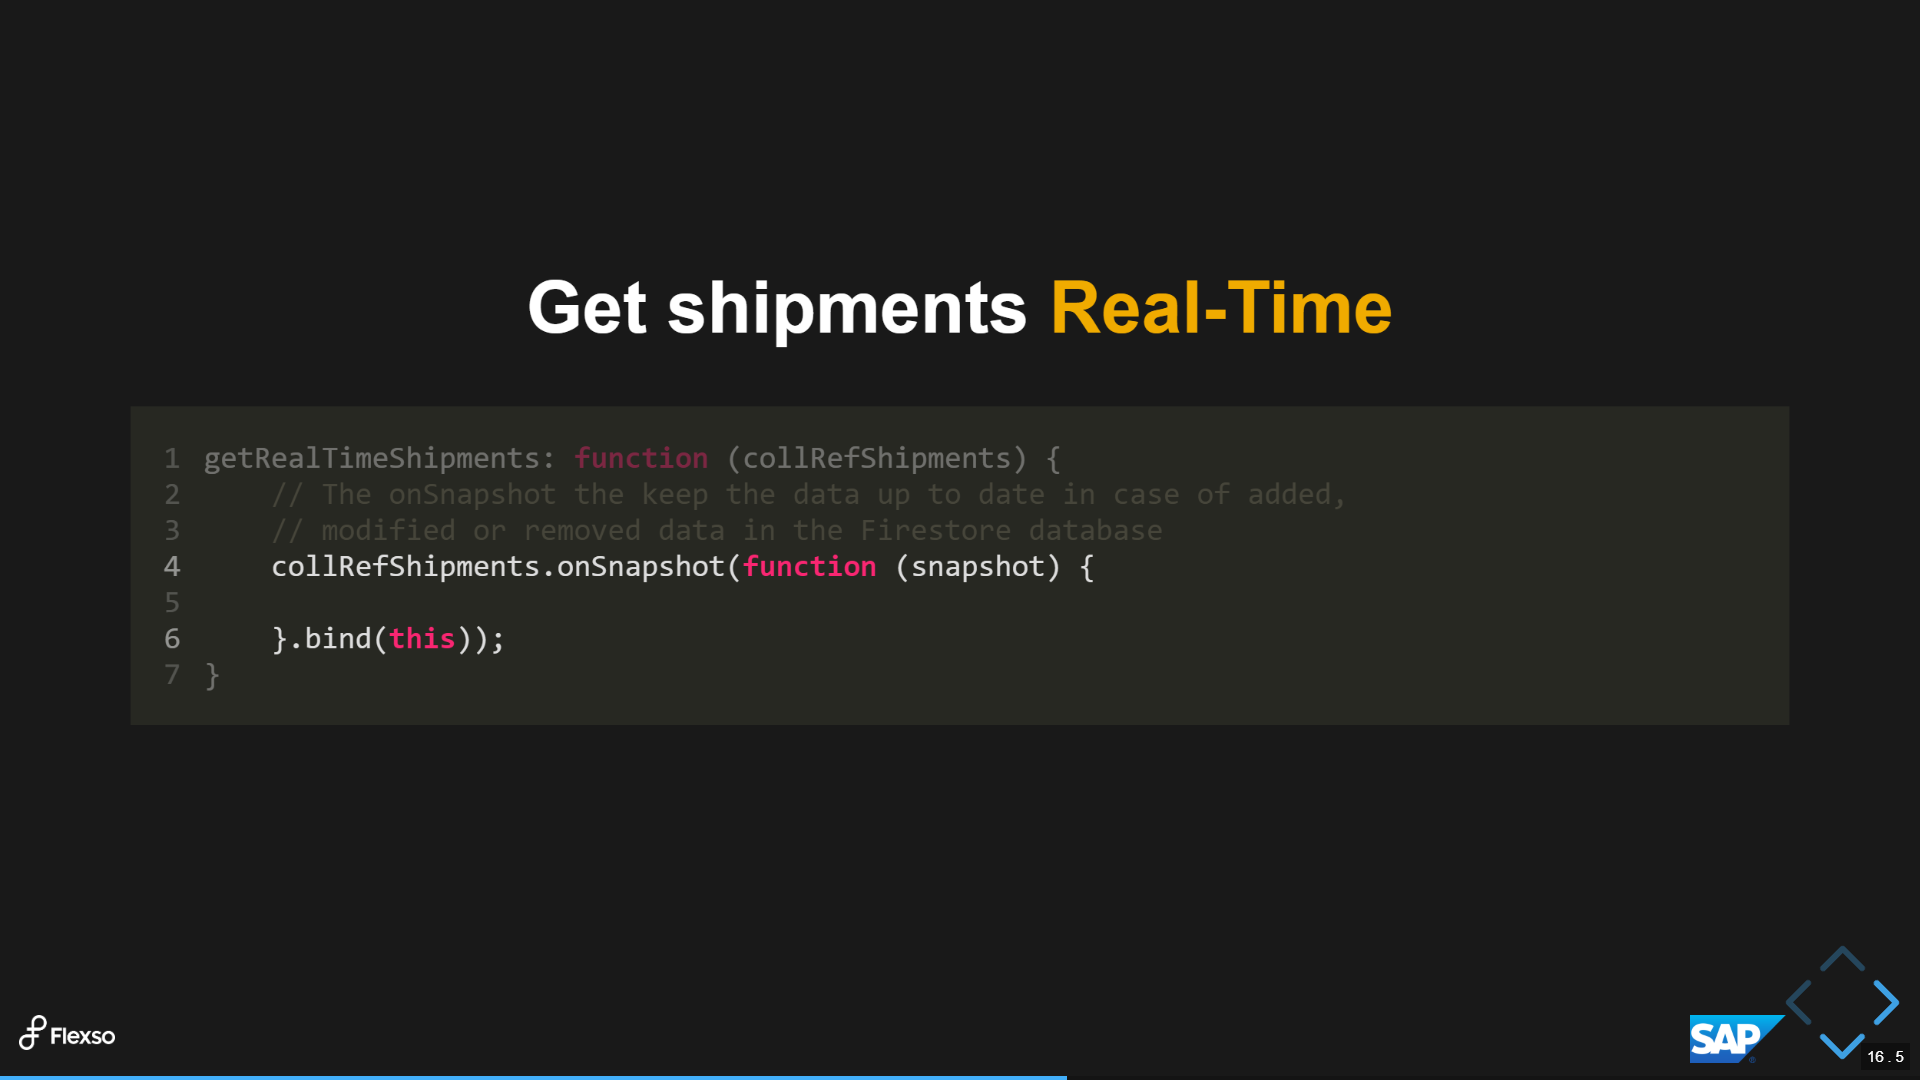 Get shipments Real-Time
1 getRealTimeShipments: function (collRefShipments) {
2     // The onSnapshot the keep the data up to date in case of added,
3     // modified or removed data in the Firestore database
4     collRefShipments.onSnapshot(function (snapshot) {
5
6     }.bind(this));
7 }
Flexso
SAP
16.5